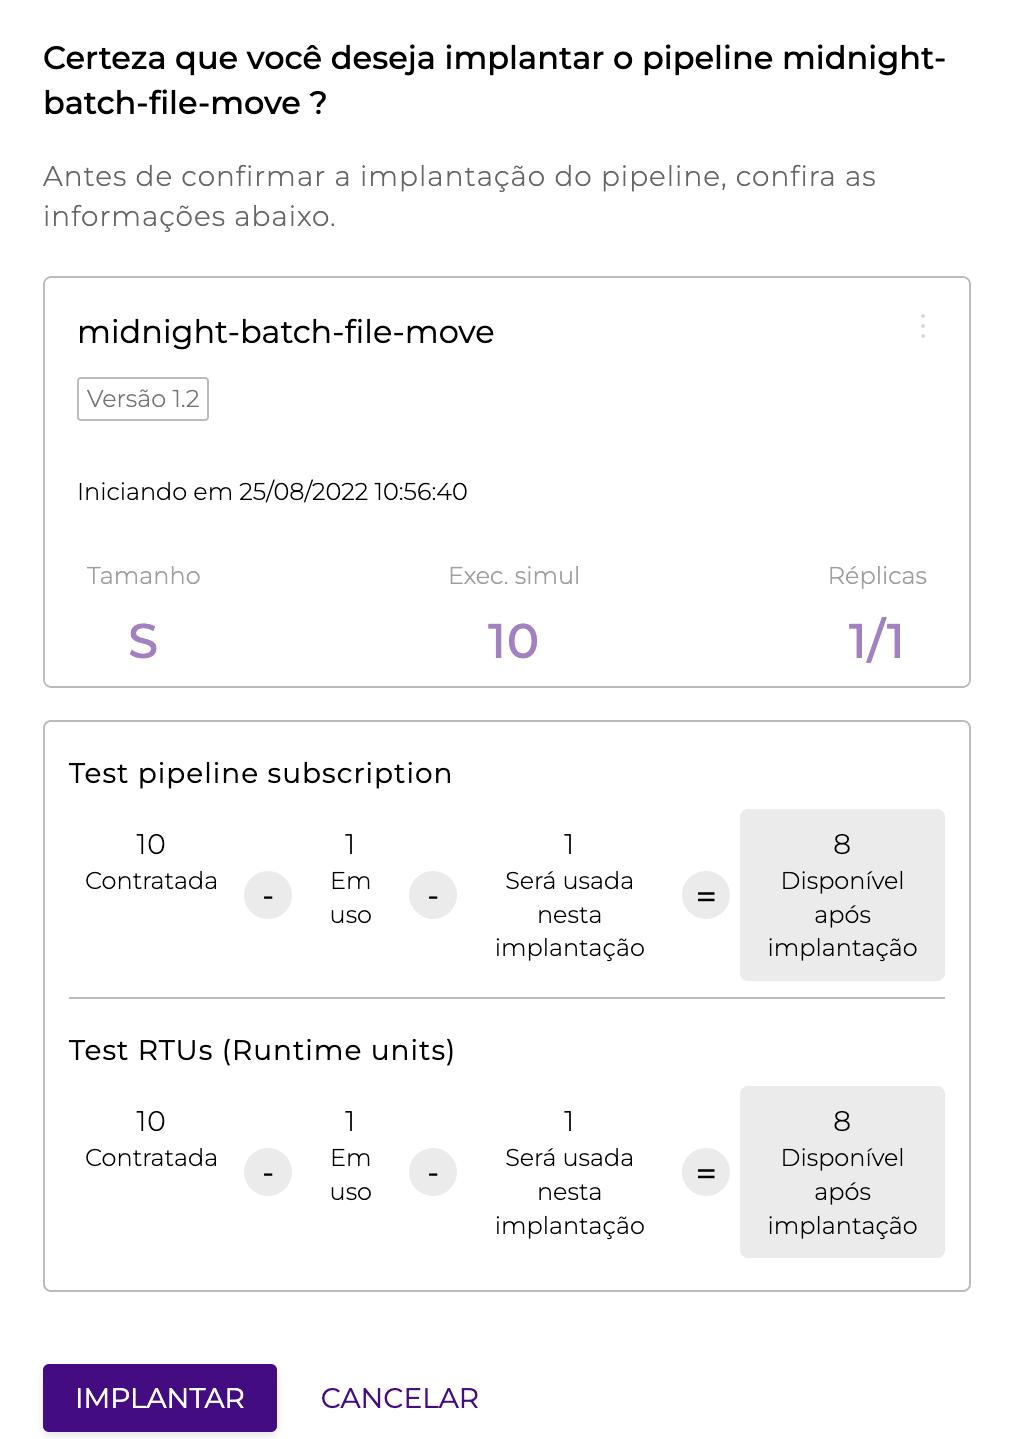 Certeza que você deseja implantar o pipeline midnight-
batch-file-move ?
Antes de confirmar a implantação do pipeline, confira as
informações abaixo.
midnight-batch-file-move
Versão 1.2
Iniciando em 25/08/2022 10:56:40
Tamanho Exec. simul Réplicas
S 10 1/1
Test pipeline subscription
10 1 1 8
Contratada - Em - Será usada = Disponível
uso nesta após
implantação implantação
Test RTUs (Runtime units)
10 1 1 8
Contratada - Em - Será usada = Disponível
uso nesta após
implantação implantação
IMPLANTAR CANCELAR